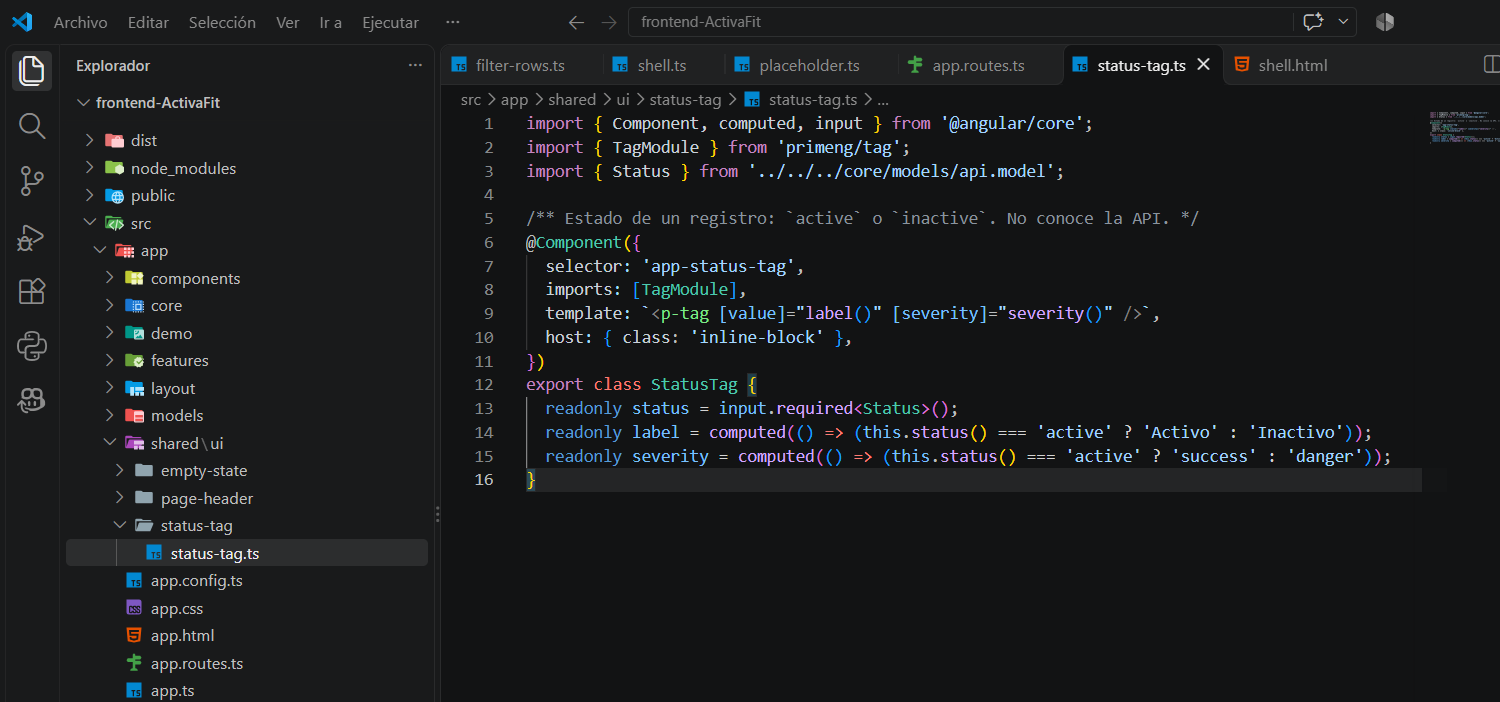 Archivo Editar Selección Ver Ir a Ejecutar ··· frontend-ActivaFit
Explorador ···
frontend-ActivaFit
dist
node_modules
public
src
app
components
core
demo
features
layout
models
shared\ui
empty-state
page-header
status-tag
status-tag.ts
app.config.ts
app.css
app.html
app.routes.ts
app.ts
filter-rows.ts shell.ts placeholder.ts app.routes.ts status-tag.ts shell.html
src > app > shared > ui > status-tag > status-tag.ts > ...
1 import { Component, computed, input } from '@angular/core';
2 import { TagModule } from 'primeng/tag';
3 import { Status } from '../../../core/models/api.model';
4
5 /** Estado de un registro: `active` o `inactive`. No conoce la API. */
6 @Component({
7   selector: 'app-status-tag',
8   imports: [TagModule],
9   template: `<p-tag [value]="label()" [severity]="severity()" />`,
10   host: { class: 'inline-block' },
11 })
12 export class StatusTag {
13   readonly status = input.required<Status>();
14   readonly label = computed(() => (this.status() === 'active' ? 'Activo' : 'Inactivo'));
15   readonly severity = computed(() => (this.status() === 'active' ? 'success' : 'danger'));
16 }